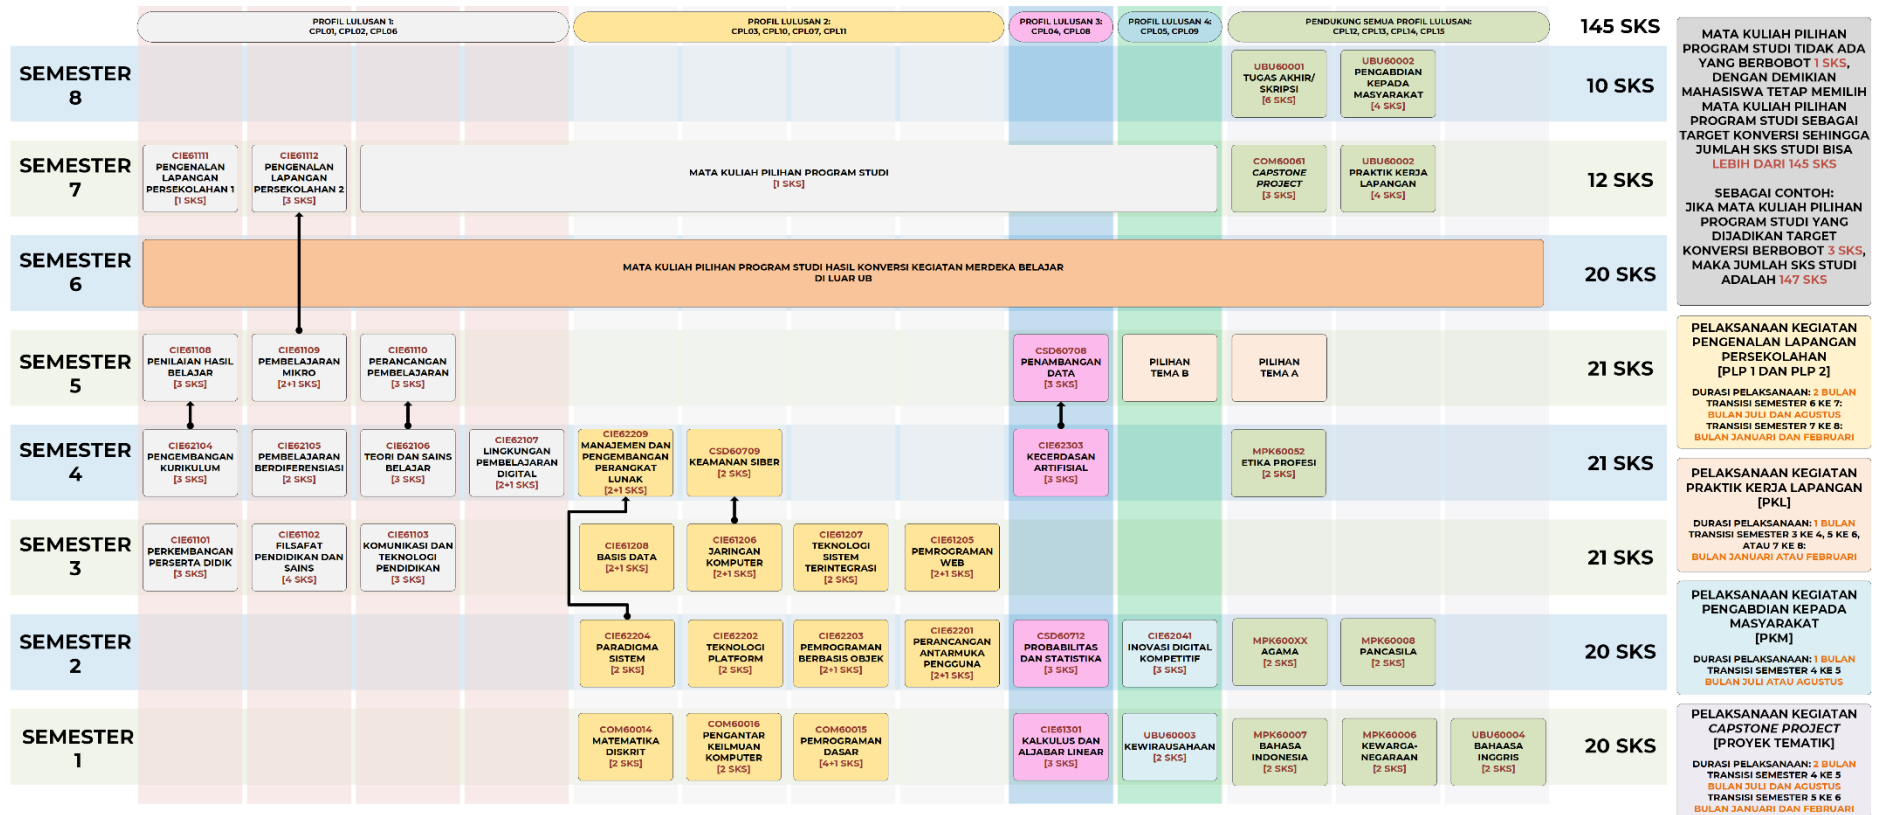 PROFIL LULUSAN 1:
CPL01, CPL02, CPL06
PROFIL LULUSAN 2:
CPL03, CPL10, CPL07, CPL11
PROFIL LULUSAN 3:
CPL04, CPL08
PROFIL LULUSAN 4:
CPL05, CPL09
PENDUKUNG SEMUA PROFIL LULUSAN:
CPL12, CPL13, CPL14, CPL15
145 SKS
SEMESTER
8
UBU60001
TUGAS AKHIR/
SKRIPSI
[6 SKS]
UBU60002
PENGABDIAN
KEPADA
MASYARAKAT
[4 SKS]
10 SKS
SEMESTER
7
CIE61111
PENGENALAN
LAPANGAN
PERSEKOLAHAN 1
[1 SKS]
CIE61112
PENGENALAN
LAPANGAN
PERSEKOLAHAN 2
[3 SKS]
MATA KULIAH PILIHAN PROGRAM STUDI
[1 SKS]
COM60061
CAPSTONE
PROJECT
[3 SKS]
UBU60002
PRAKTIK KERJA
LAPANGAN
[4 SKS]
12 SKS
SEMESTER
6
MATA KULIAH PILIHAN PROGRAM STUDI HASIL KONVERSI KEGIATAN MERDEKA BELAJAR
DI LUAR UB
20 SKS
SEMESTER
5
CIE61108
PENILAIAN HASIL
BELAJAR
[3 SKS]
CIE61109
PEMBELAJARAN
MIKRO
[2+1 SKS]
CIE61110
PERANCANGAN
PEMBELAJARAN
[3 SKS]
CSD60708
PENAMBANGAN
DATA
[3 SKS]
PILIHAN
TEMA B
PILIHAN
TEMA A
21 SKS
SEMESTER
4
CIE62104
PENGEMBANGAN
KURIKULUM
[3 SKS]
CIE62105
PEMBELAJARAN
BERDIFERENSIASI
[2 SKS]
CIE62106
TEORI DAN SAINS
BELAJAR
[3 SKS]
CIE62107
LINGKUNGAN
PEMBELAJARAN
DIGITAL
[2+1 SKS]
CIE62209
MANAJEMEN DAN
PENGEMBANGAN
PERANGKAT
LUNAK
[2+1 SKS]
CSD60709
KEAMANAN SIBER
[2 SKS]
CIE62303
KECERDASAN
ARTIFISIAL
[3 SKS]
MPK60052
ETIKA PROFESI
[2 SKS]
21 SKS
SEMESTER
3
CIE61101
PERKEMBANGAN
PERSERTA DIDIK
[3 SKS]
CIE61102
FILSAFAT
PENDIDIKAN DAN
SAINS
[4 SKS]
CIE61103
KOMUNIKASI DAN
TEKNOLOGI
PENDIDIKAN
[3 SKS]
CIE61208
BASIS DATA
[2+1 SKS]
CIE61206
JARINGAN
KOMPUTER
[2+1 SKS]
CIE61207
TEKNOLOGI
SISTEM
TERINTEGRASI
[2 SKS]
CIE61205
PEMROGRAMAN
WEB
[2+1 SKS]
21 SKS
SEMESTER
2
CIE62204
PARADIGMA
SISTEM
[2 SKS]
CIE62202
TEKNOLOGI
PLATFORM
[2 SKS]
CIE62203
PEMROGRAMAN
BERBASIS OBJEK
[2+1 SKS]
CIE62201
PERANCANGAN
ANTARMUKA
PENGGUNA
[2+1 SKS]
CSD60712
PROBABILITAS
DAN STATISTIKA
[3 SKS]
CIE62041
INOVASI DIGITAL
KOMPETITIF
[3 SKS]
MPK600XX
AGAMA
[2 SKS]
MPK60008
PANCASILA
[2 SKS]
20 SKS
SEMESTER
1
COM60014
MATEMATIKA
DISKRIT
[2 SKS]
COM60016
PENGANTAR
KEILMUAN
KOMPUTER
[2 SKS]
COM60015
PEMROGRAMAN
DASAR
[4+1 SKS]
CIE61301
KALKULUS DAN
ALJABAR LINEAR
[3 SKS]
UBU60003
KEWIRAUSAHAAN
[2 SKS]
MPK60007
BAHASA
INDONESIA
[2 SKS]
MPK60006
KEWARGA-
NEGARAAN
[2 SKS]
UBU60004
BAHAASA
INGGRIS
[2 SKS]
20 SKS
MATA KULIAH PILIHAN
PROGRAM STUDI TIDAK ADA
YANG BERBOBOT 1 SKS,
DENGAN DEMIKIAN
MAHASISWA TETAP MEMILIH
MATA KULIAH PILIHAN
PROGRAM STUDI SEBAGAI
TARGET KONVERSI SEHINGGA
JUMLAH SKS STUDI BISA
LEBIH DARI 145 SKS
SEBAGAI CONTOH:
JIKA MATA KULIAH PILIHAN
PROGRAM STUDI YANG
DIJADIKAN TARGET
KONVERSI BERBOBOT 3 SKS,
MAKA JUMLAH SKS STUDI
ADALAH 147 SKS
PELAKSANAAN KEGIATAN
PENGENALAN LAPANGAN
PERSEKOLAHAN
[PLP 1 DAN PLP 2]
DURASI PELAKSANAAN: 2 BULAN
TRANSISI SEMESTER 6 KE 7:
BULAN JULI DAN AGUSTUS
TRANSISI SEMESTER 7 KE 8:
BULAN JANUARI DAN FEBRUARI
PELAKSANAAN KEGIATAN
PRAKTIK KERJA LAPANGAN
[PKL]
DURASI PELAKSANAAN: 1 BULAN
TRANSISI SEMESTER 3 KE 4, 5 KE 6,
ATAU 7 KE 8:
BULAN JANUARI ATAU FEBRUARI
PELAKSANAAN KEGIATAN
PENGABDIAN KEPADA
MASYARAKAT
[PKM]
DURASI PELAKSANAAN: 1 BULAN
TRANSISI SEMESTER 4 KE 5
BULAN JULI ATAU AGUSTUS
PELAKSANAAN KEGIATAN
CAPSTONE PROJECT
[PROYEK TEMATIK]
DURASI PELAKSANAAN: 2 BULAN
TRANSISI SEMESTER 4 KE 5
BULAN JULI DAN AGUSTUS
TRANSISI SEMESTER 5 KE 6
BULAN JANUARI DAN FEBRUARI